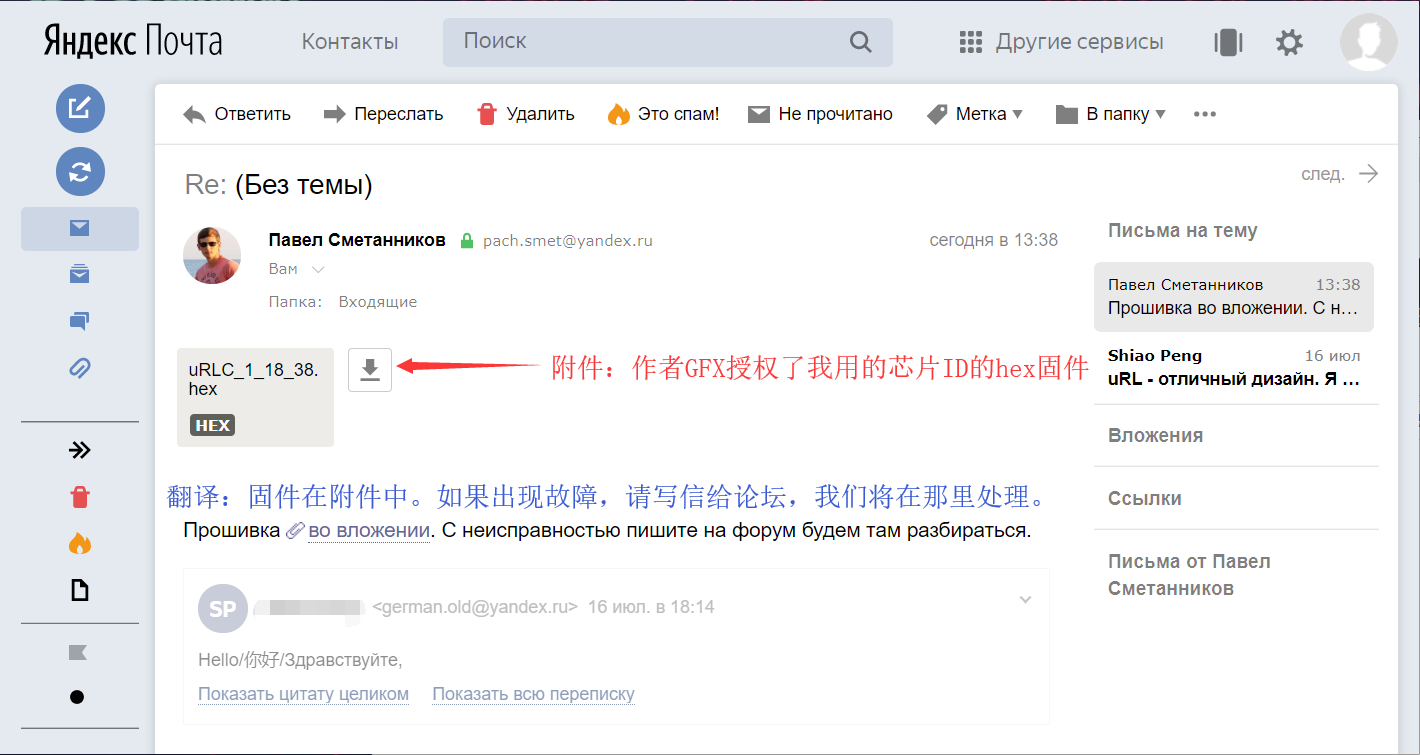 Яндекс Почта
Контакты
Поиск
Другие сервисы
Ответить
Переслать
Удалить
Это спам!
Не прочитано
Метка
В папку
Re: (Без темы)
след.
Павел Сметанников
pach.smet@yandex.ru
сегодня в 13:38
Вам
Папка: Входящие
uRLC_1_18_38.
hex
HEX
附件：作者GFX授权了我用的芯片ID的hex固件
翻译：固件在附件中。如果出现故障，请写信给论坛，我们将在那里处理。
Прошивка во вложении. С неисправностью пишите на форум будем там разбираться.
SP
<german.old@yandex.ru> 16 июл. в 18:14
Hello/你好/Здравствуйте,
Показать цитату целиком
Показать всю переписку
Письма на тему
Павел Сметанников 13:38
Прошивка во вложении. С н...
Shiao Peng 16 июл
uRL - отличный дизайн. Я ...
Вложения
Ссылки
Письма от Павел
Сметанников